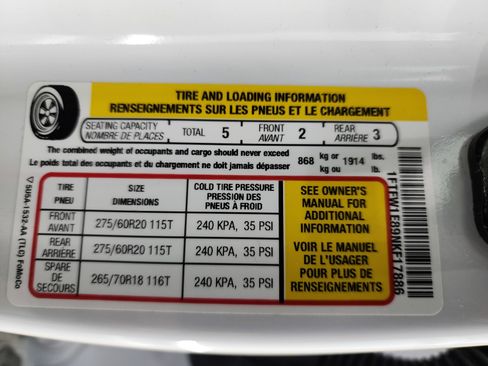 TIRE AND LOADING INFORMATION
RENSEIGNEMENTS SUR LES PNEUS ET LE CHARGEMENT
SEATING CAPACITY
NOMBRE DE PLACES
TOTAL 5
FRONT
AVANT 2
REAR
ARRIÈRE 3
The combined weight of occupants and cargo should never exceed
Le poids total des occupants et du chargement ne doit jamais dépasser
868 kg or 1914 lbs.
kg ou lb.
TIRE
PNEU
SIZE
DIMENSIONS
COLD TIRE PRESSURE
PRESSION DES
PNEUS À FROID
FRONT
AVANT
275/60R20 115T
240 KPA, 35 PSI
REAR
ARRIÈRE
275/60R20 115T
240 KPA, 35 PSI
SPARE
DE
SECOURS
265/70R18 116T
240 KPA, 35 PSI
SEE OWNER'S
MANUAL FOR
ADDITIONAL
INFORMATION
VOIR LE MANUEL
DE L'USAGER
POUR PLUS DE
RENSEIGNEMENTS